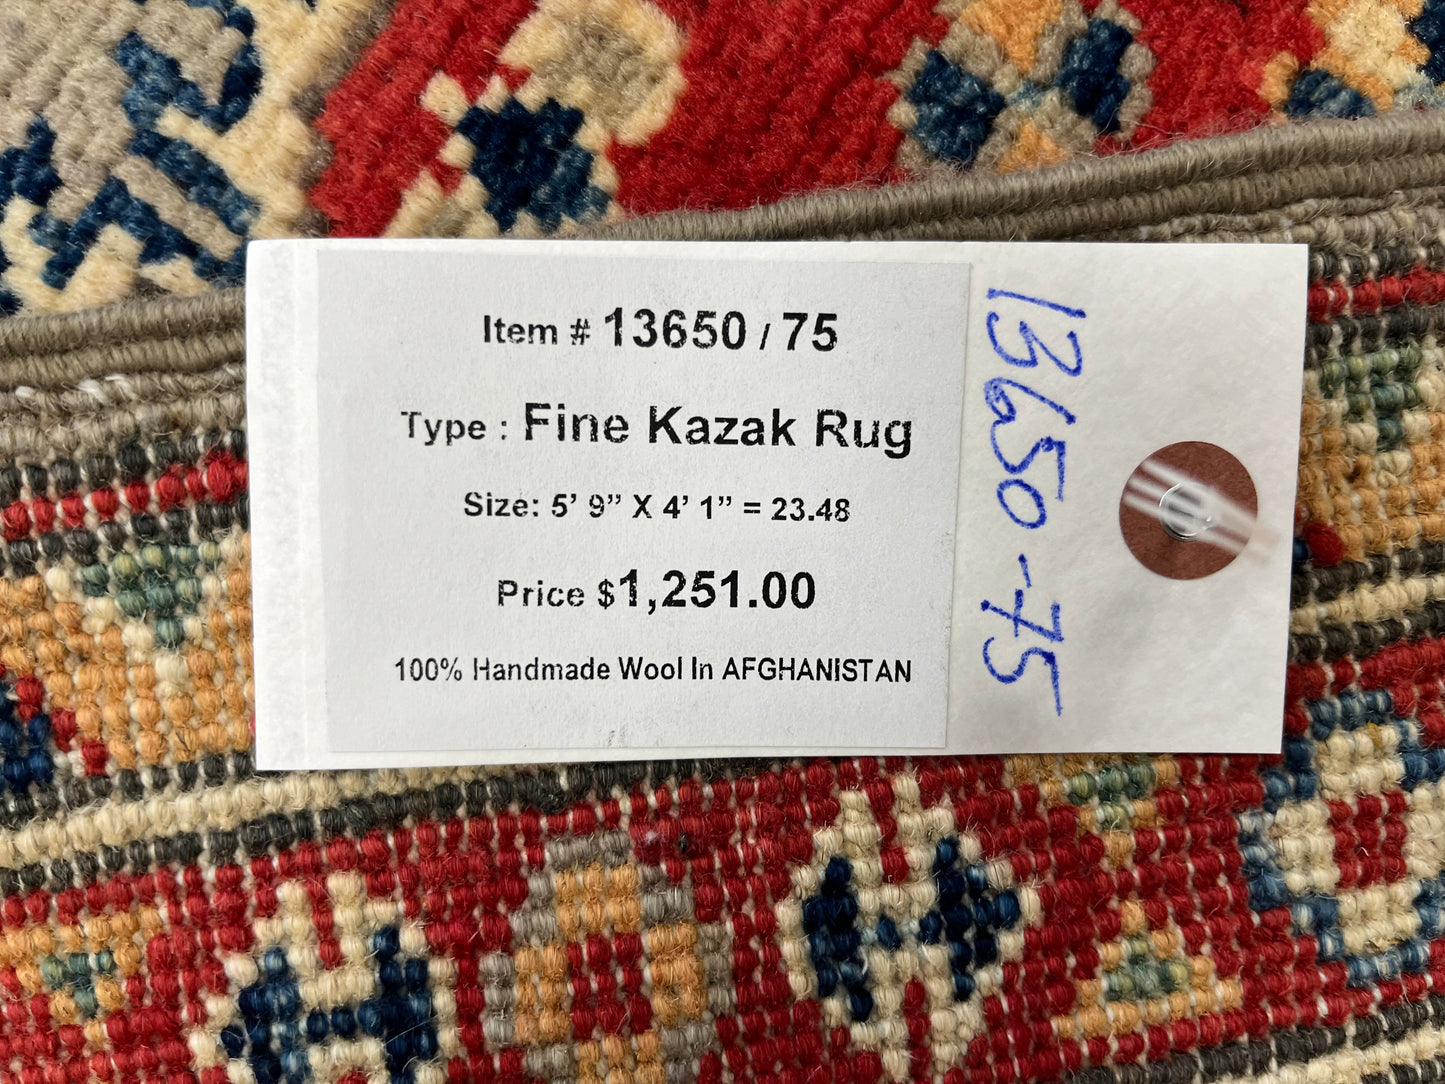 Item # 13650 / 75
Type : Fine Kazak Rug
Size: 5’ 9” X 4’ 1” = 23.48
Price $1,251.00
100% Handmade Wool In AFGHANISTAN
13650-75